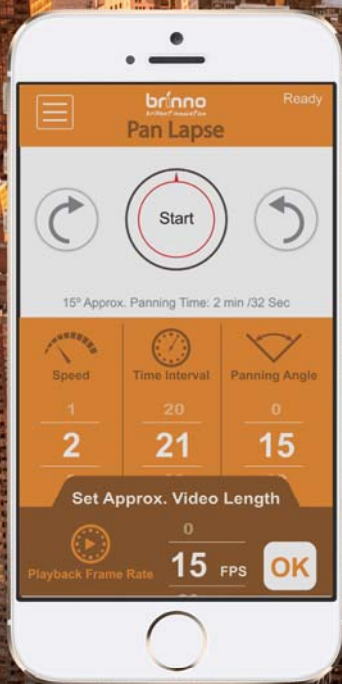 brinno
Ready
Pan Lapse
Start
15º Approx. Panning Time: 2 min /32 Sec
Speed Time Interval Panning Angle
1 20 0
2 21 15
Set Approx. Video Length
0
Playback Frame Rate 15 FPS OK